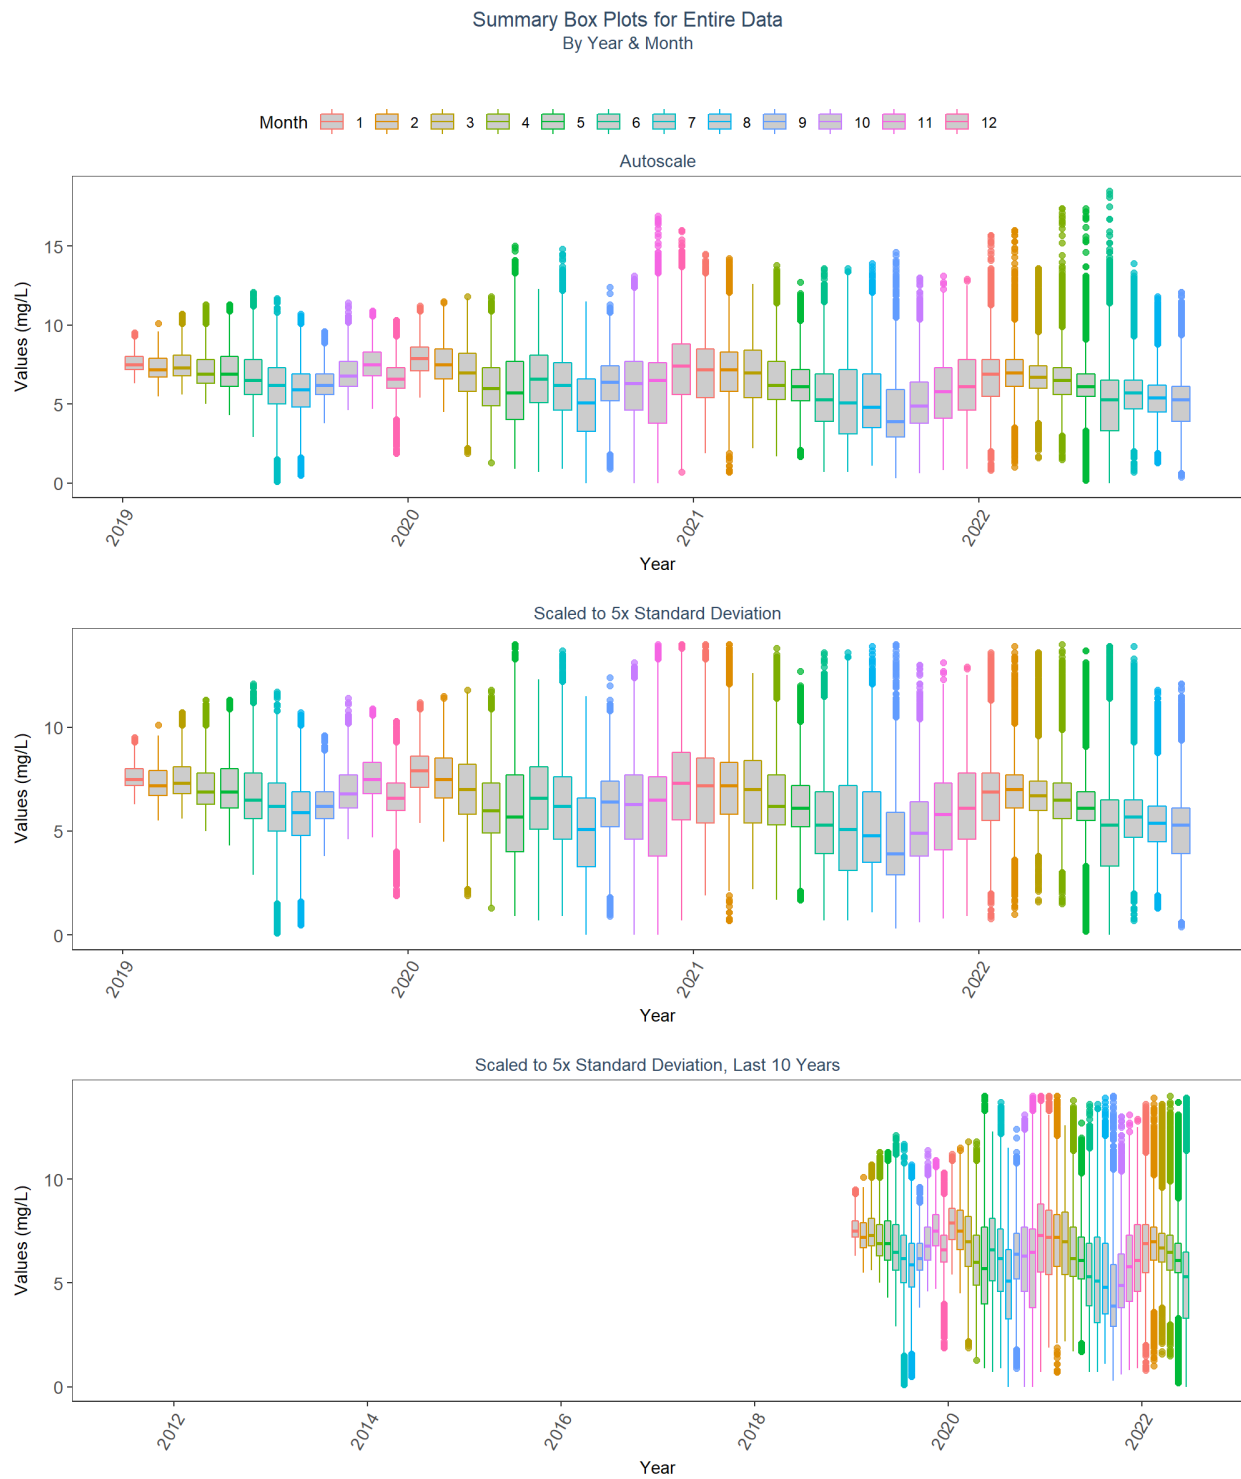 Summary Box Plots for Entire Data
By Year & Month
Month 1 2 3 4 5 6 7 8 9 10 11 12
Autoscale
Values (mg/L)
15
10
5
0
2019 2020 2021 2022
Year
Scaled to 5x Standard Deviation
Values (mg/L)
10
5
0
2019 2020 2021 2022
Year
Scaled to 5x Standard Deviation, Last 10 Years
Values (mg/L)
10
5
0
2012 2014 2016 2018 2020 2022
Year